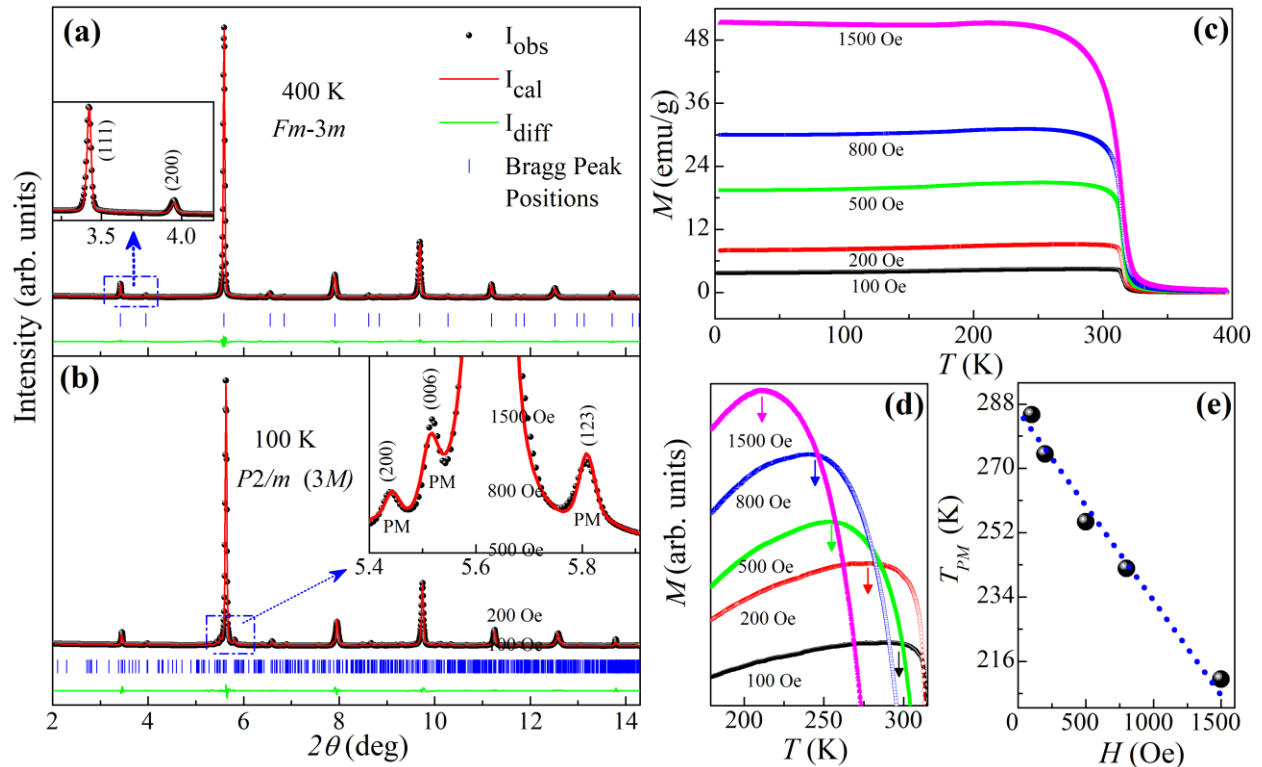 (a)
400 K
Fm-3m
I_obs
I_cal
I_diff
Bragg Peak
Positions
(111)
(200)
3.5 4.0
Intensity (arb. units)
(b)
100 K
P2/m (3M)
(200)
(006)
(123)
PM
PM
PM
1500 Oe
800 Oe
500 Oe
5.4 5.6 5.8
200 Oe
100 Oe
2 4 6 8 10 12 14
2θ (deg)
(c)
48
36
24
12
0
M (emu/g)
1500 Oe
800 Oe
500 Oe
200 Oe
100 Oe
0 100 200 300 400
T (K)
(d)
M (arb. units)
1500 Oe
800 Oe
500 Oe
200 Oe
100 Oe
200 250 300
T (K)
(e)
288
270
252
234
216
T_PM (K)
0 500 1000 1500
H (Oe)